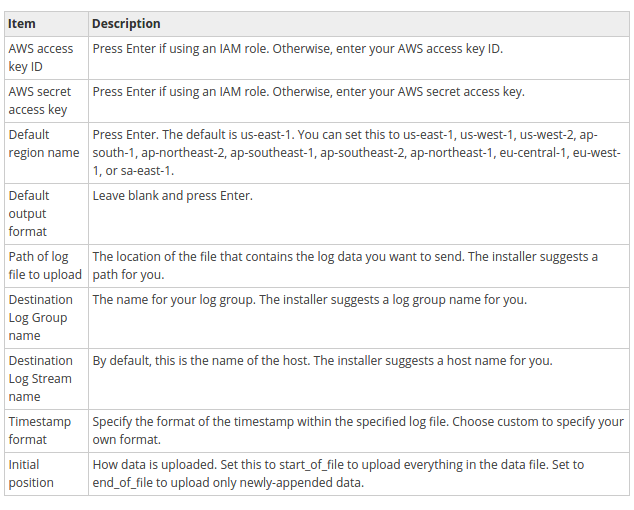 Item Description
AWS access Press Enter if using an IAM role. Otherwise, enter your AWS access key ID.
key ID
AWS secret Press Enter if using an IAM role. Otherwise, enter your AWS secret access key.
access key
Default Press Enter. The default is us-east-1. You can set this to us-east-1, us-west-1, us-west-2, ap-
region name south-1, ap-northeast-2, ap-southeast-1, ap-southeast-2, ap-northeast-1, eu-central-1, eu-west-
1, or sa-east-1.
Default Leave blank and press Enter.
output
format
Path of log The location of the file that contains the log data you want to send. The installer suggests a
file to upload path for you.
Destination The name for your log group. The installer suggests a log group name for you.
Log Group
name
Destination By default, this is the name of the host. The installer suggests a host name for you.
Log Stream
name
Timestamp Specify the format of the timestamp within the specified log file. Choose custom to specify your
format own format.
Initial How data is uploaded. Set this to start_of_file to upload everything in the data file. Set to
position end_of_file to upload only newly-appended data.